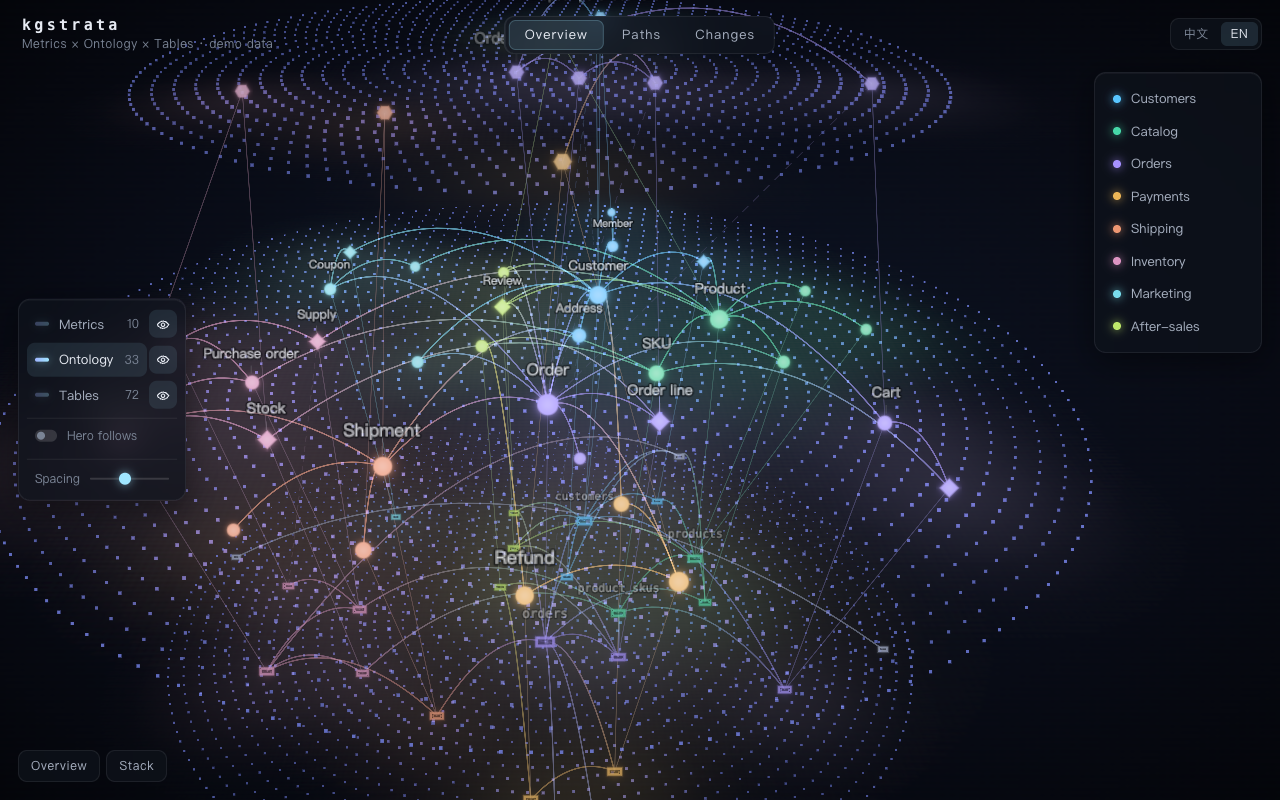 kgstrata
Metrics × Ontology × Tables · demo data
Overview
Paths
Changes
中文
EN
Customers
Catalog
Orders
Payments
Shipping
Inventory
Marketing
After-sales
Metrics 10
Ontology 33
Tables 72
Hero follows
Spacing
Member
Coupon
Customer
Review
Product
Supply
Address
SKU
Purchase order
Order
Order line
Cart
Stock
Shipment
customers
products
Refund
product_skus
orders
Overview
Stack